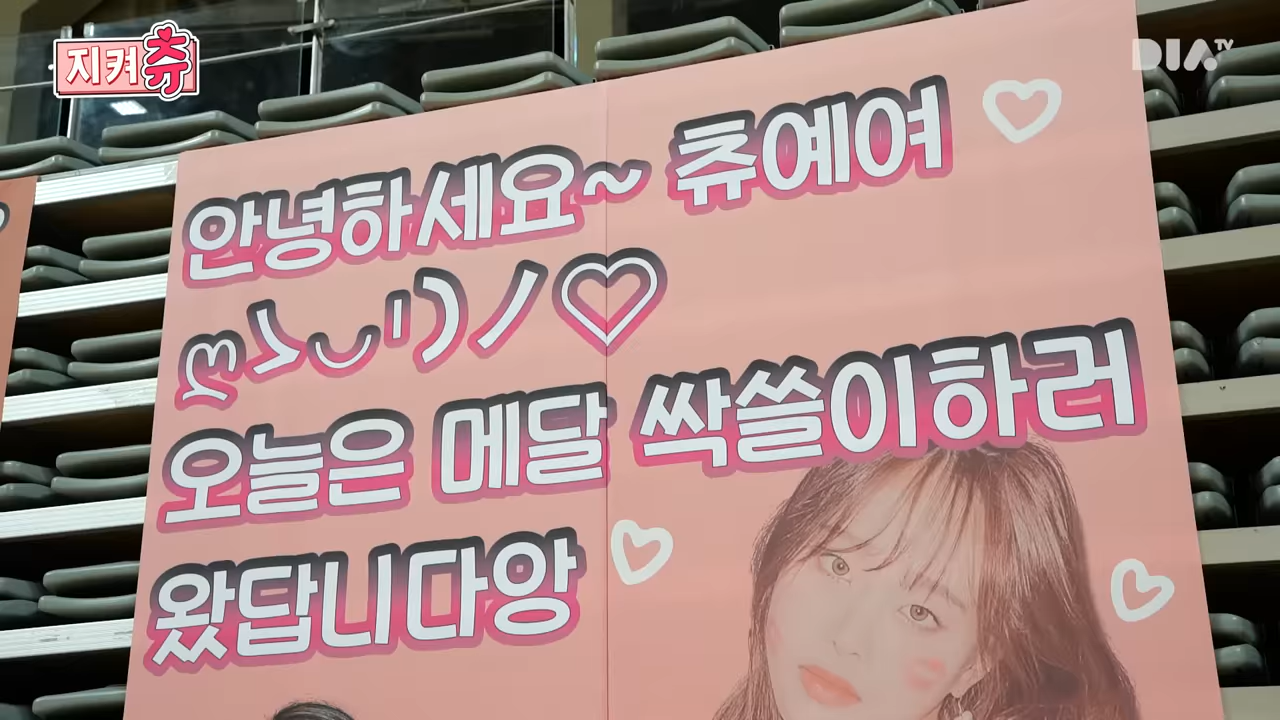 지켜츄
DIA TV
안녕하세요~ 츄예여
ო͡ᴗı)ノ♡
오늘은 메달 싹쓸이하러
왔답니다앙